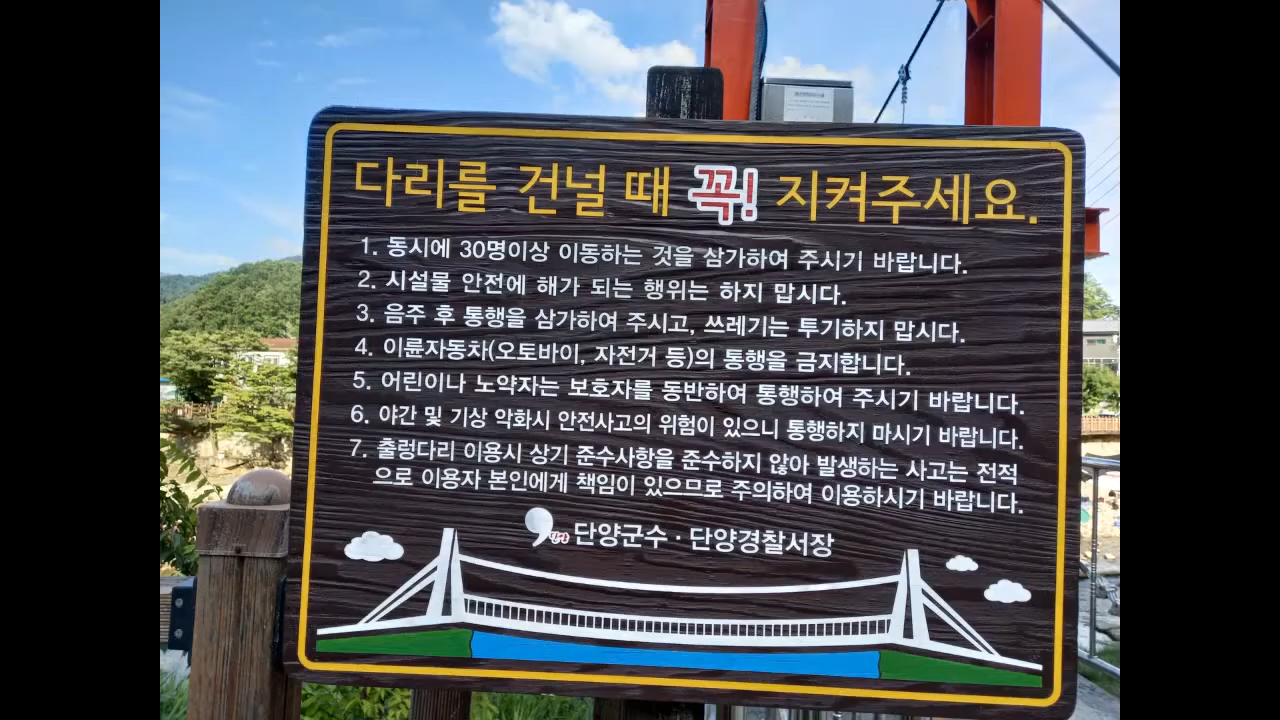 다리를 건널 때 꼭! 지켜주세요.
1. 동시에 30명이상 이동하는 것을 삼가하여 주시기 바랍니다.
2. 시설물 안전에 해가 되는 행위는 하지 맙시다.
3. 음주 후 통행을 삼가하여 주시고, 쓰레기는 투기하지 맙시다.
4. 이륜자동차(오토바이, 자전거 등)의 통행을 금지합니다.
5. 어린이나 노약자는 보호자를 동반하여 통행하여 주시기 바랍니다.
6. 야간 및 기상 악화시 안전사고의 위험이 있으니 통행하지 마시기 바랍니다.
7. 출렁다리 이용시 상기 준수사항을 준수하지 않아 발생하는 사고는 전적
으로 이용자 본인에게 책임이 있으므로 주의하여 이용하시기 바랍니다.
단양군수 · 단양경찰서장